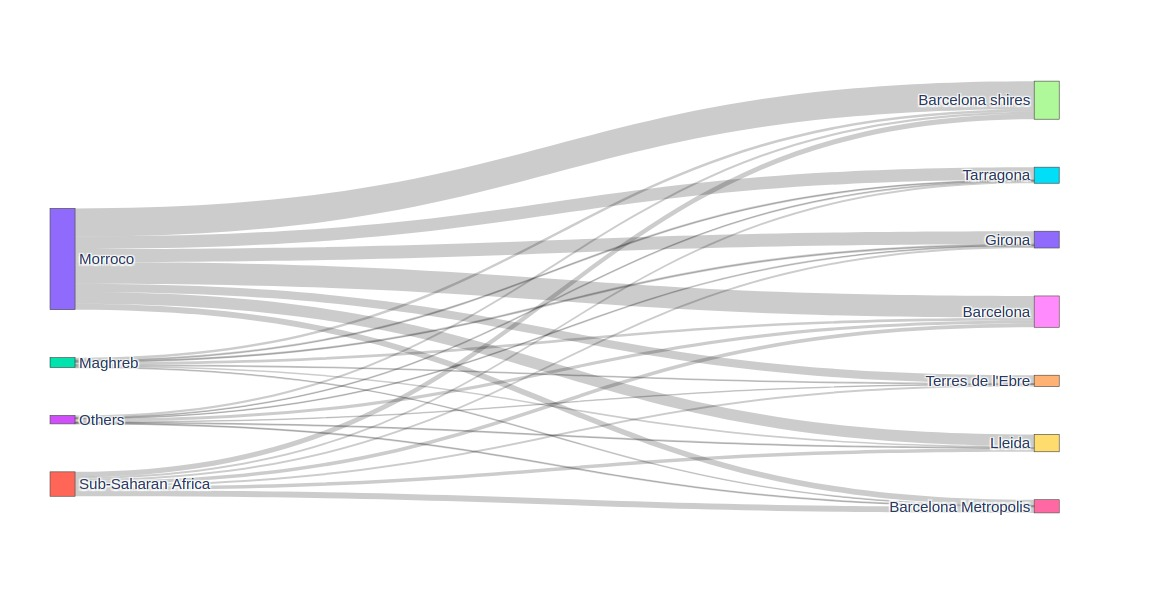 Morroco
Maghreb
Others
Sub-Saharan Africa
Barcelona shires
Tarragona
Girona
Barcelona
Terres de l'Ebre
Lleida
Barcelona Metropolis